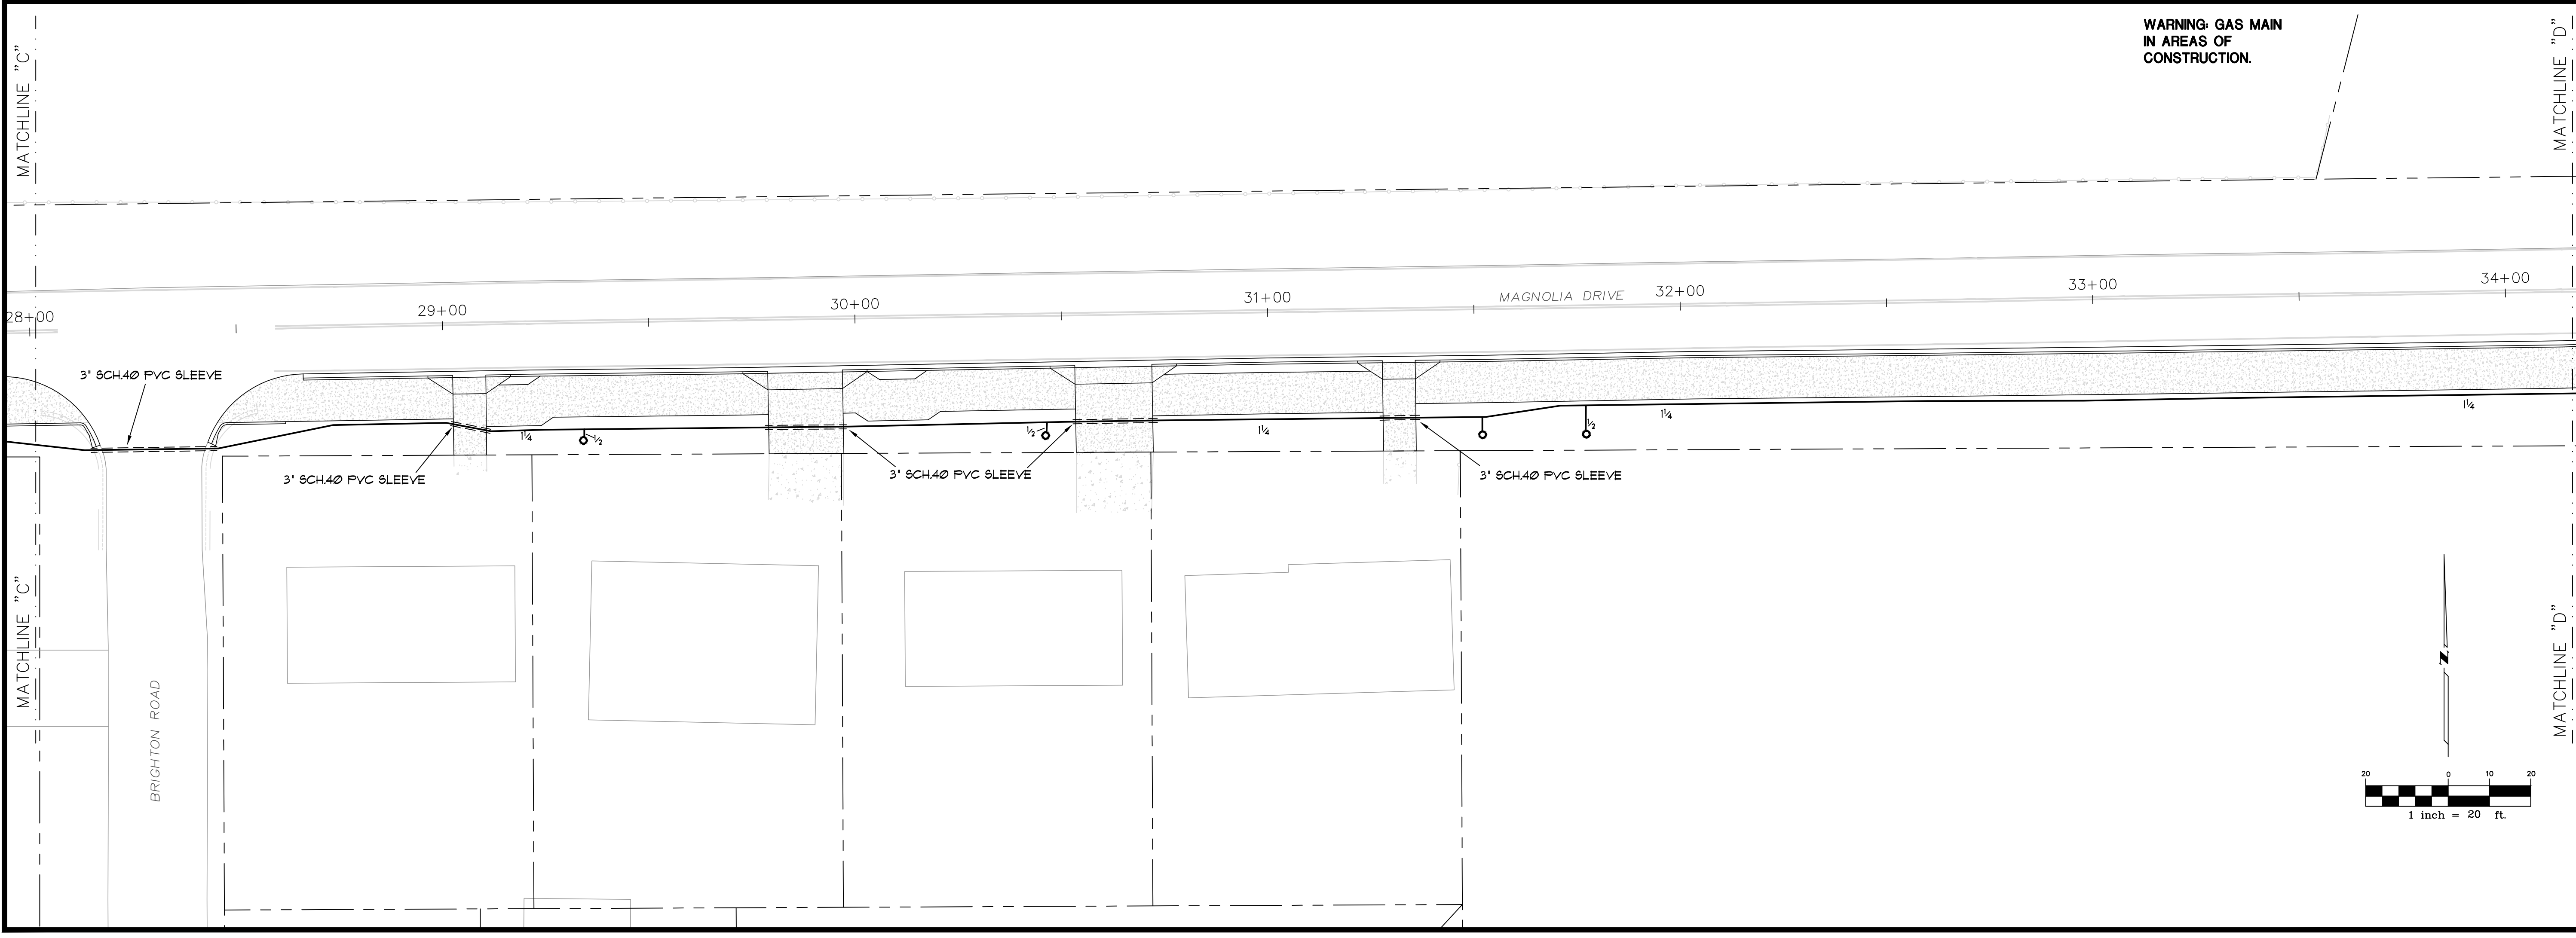 MATCHLINE "C"
WARNING: GAS MAIN
IN AREAS OF
CONSTRUCTION.
MATCHLINE "D"
28+00
29+00
30+00
31+00
MAGNOLIA DRIVE
32+00
33+00
34+00
3" SCH.40 PVC SLEEVE
1¼
½
½
1¼
½
1¼
1¼
3" SCH.40 PVC SLEEVE
3" SCH.40 PVC SLEEVE
3" SCH.40 PVC SLEEVE
MATCHLINE "C"
BRIGHTON ROAD
MATCHLINE "D"
N
20 0 10 20
1 inch = 20 ft.